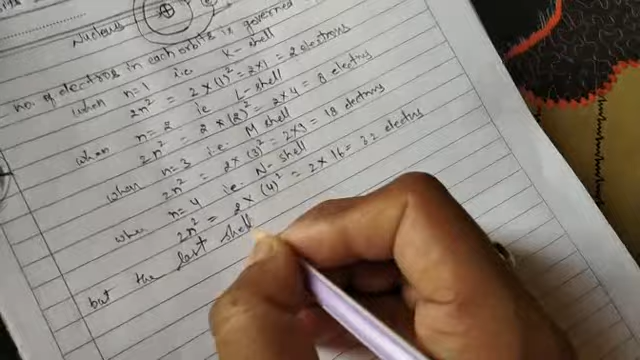 Nucleus
no. of electrons in each orbits is governed
when n=1 i.e K-shell
2n² = 2×(1)² = 2×1 = 2 electrons
when n=2 i.e L-shell
2n² = 2×(2)² = 2×4 = 8 electrns
when n=3 i.e. M shell
2n² = 2×(3)² = 2×9 = 18 electrons
when n=4 i.e. N-shell
2n² = 2×(4)² = 2×16 = 32 electrns
but the last shell